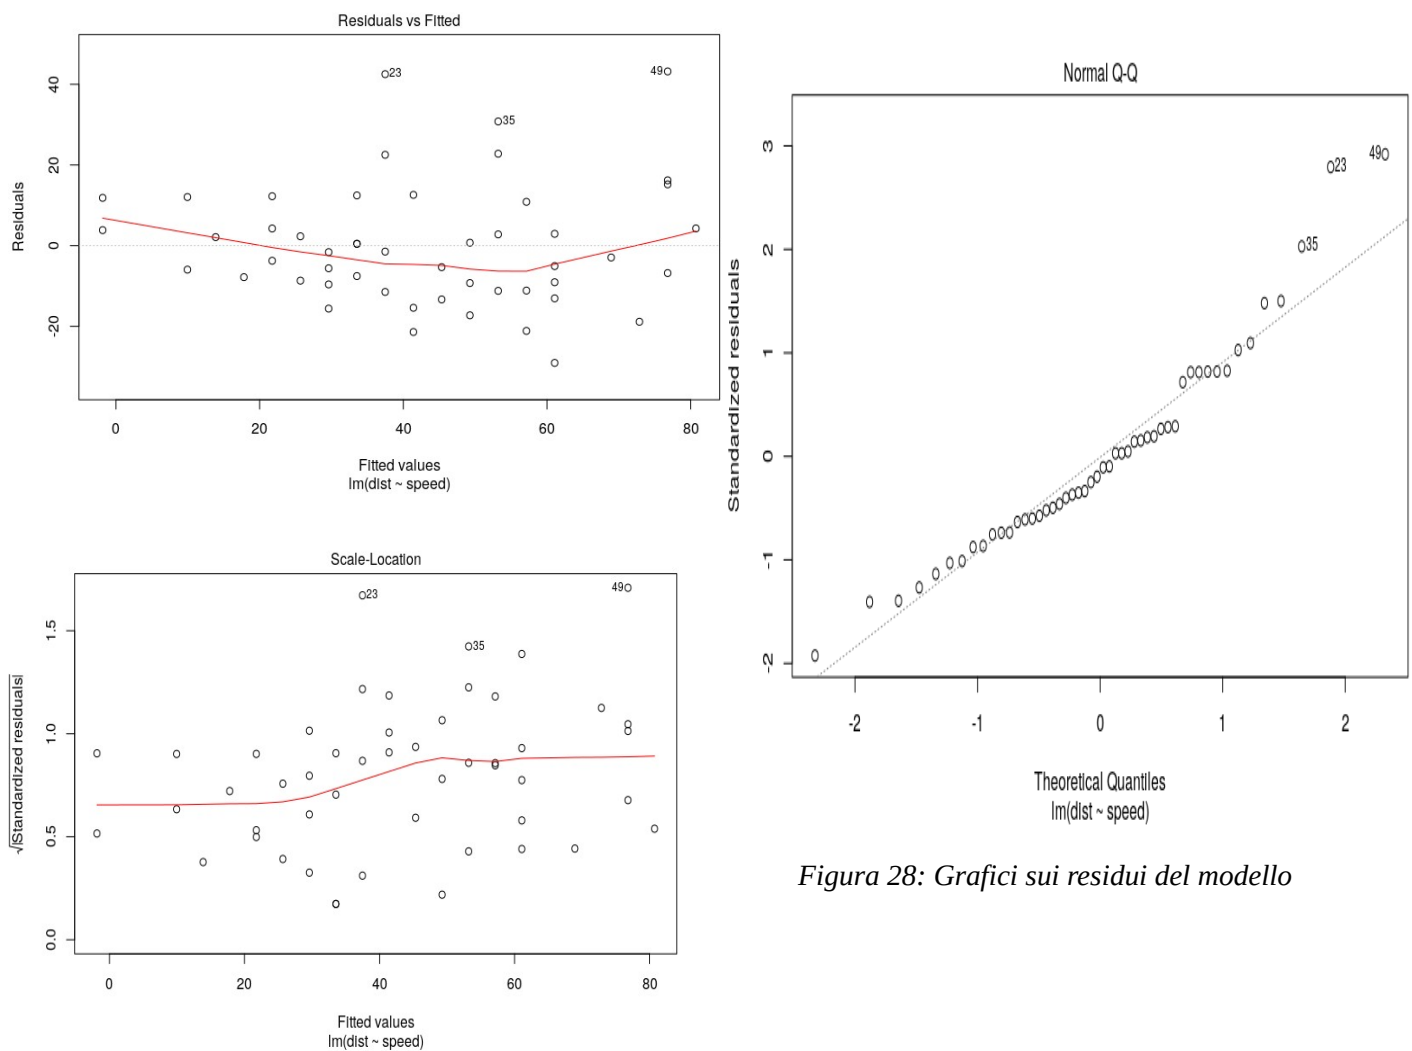 Residuals vs Fitted
40
20
0
-20
Residuals
23
49
35
0 20 40 60 80
Fitted values
lm(dist ~ speed)
Normal Q-Q
3
2
1
0
-1
-2
Standardized residuals
23
49
35
-2 -1 0 1 2
Theoretical Quantiles
lm(dist ~ speed)
Scale-Location
1.5
1.0
0.5
0.0
√|Standardized residuals|
23
49
35
0 20 40 60 80
Fitted values
lm(dist ~ speed)
Figura 28: Grafici sui residui del modello